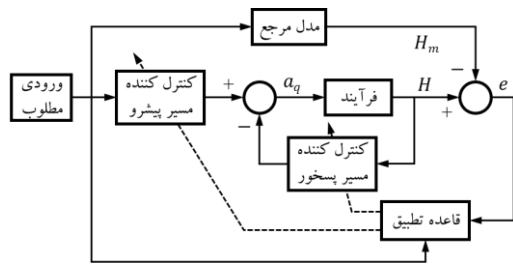 مدل مرجع
H_m
ورودی
مطلوب
کنترل کننده
مسیر پیشرو
+
−
a_q
فرآیند
H
−
+
e
کنترل کننده
مسیر پسخور
قاعده تطبیق